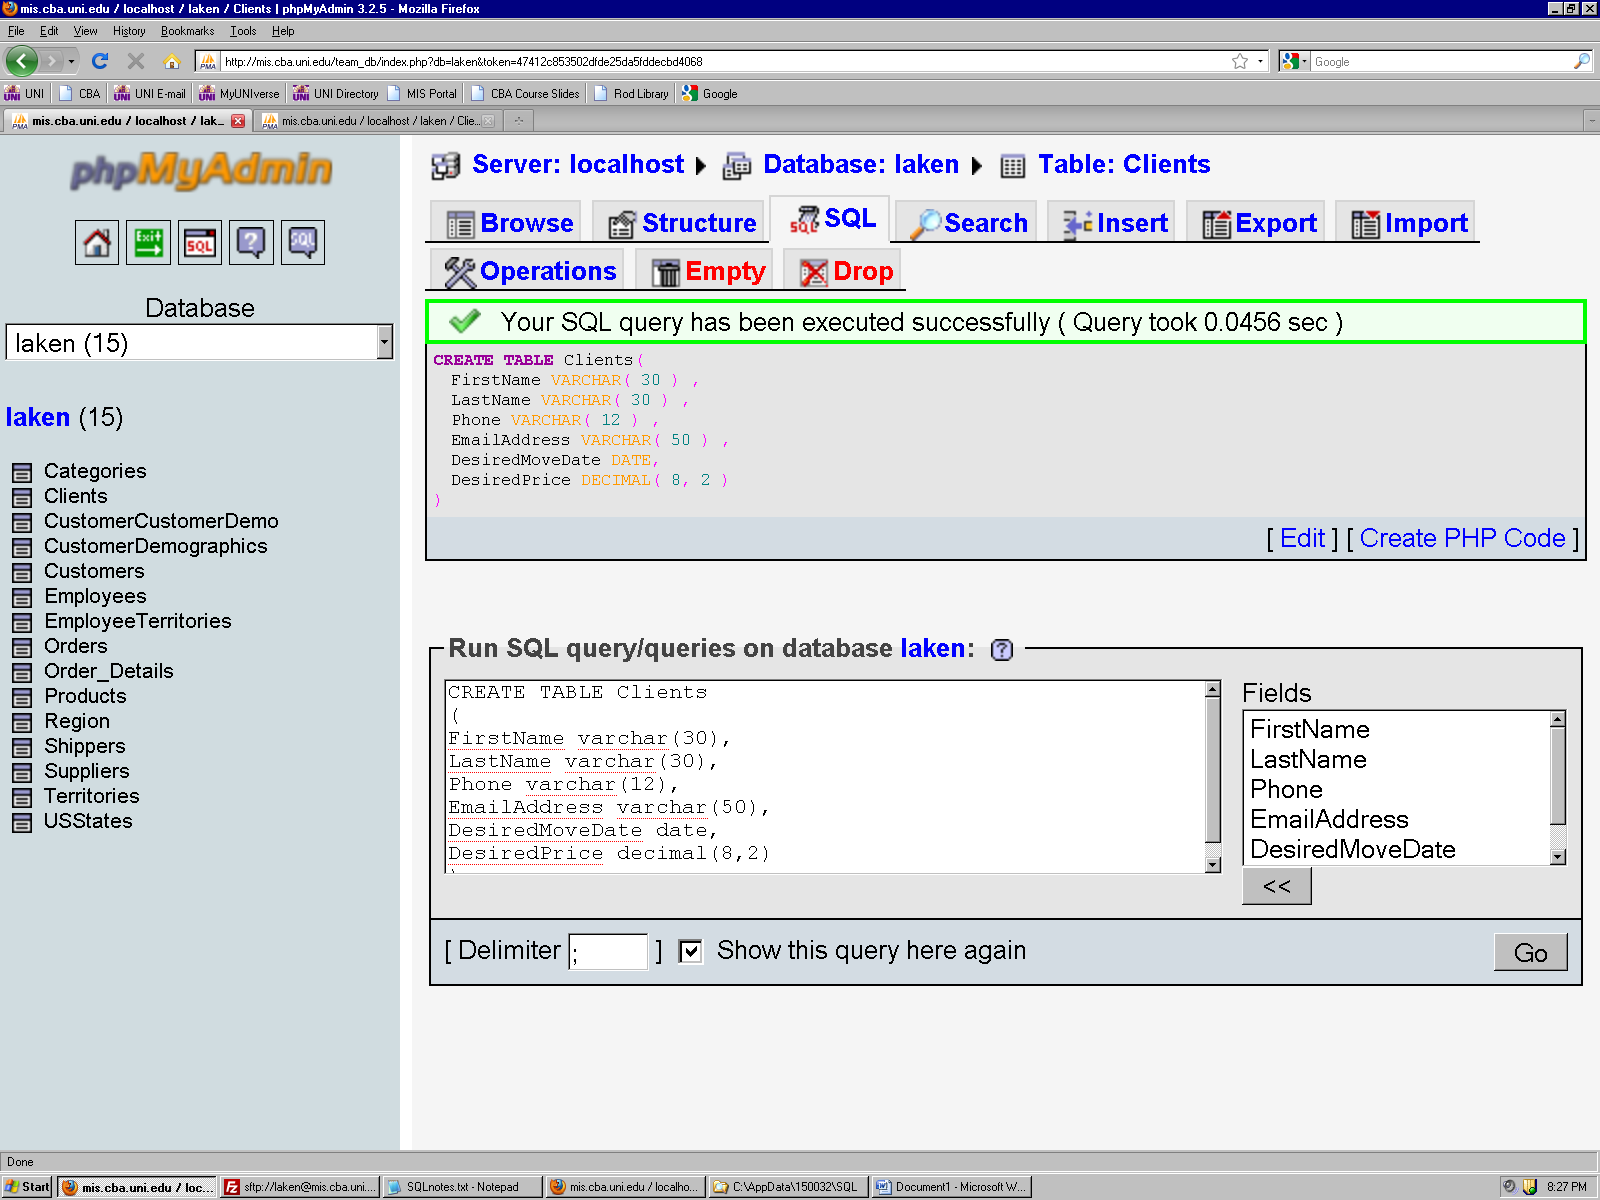 mis.cba.uni.edu / localhost / laken / Clients | phpMyAdmin 3.2.5 - Mozilla Firefox
File Edit View History Bookmarks Tools Help
http://mis.cba.uni.edu/team_db/index.php?db=laken&token=47412c853502dfde25da5fddecbd4068
Google
UNI CBA UNI E-mail MyUNIverse UNI Directory MIS Portal CBA Course Slides Rod Library Google
mis.cba.uni.edu / localhost / lak... mis.cba.uni.edu / localhost / laken / Clie...
phpMyAdmin
Server: localhost Database: laken Table: Clients
Browse Structure SQL Search Insert Export Import
Operations Empty Drop
Exit SQL ? SQL
Database
laken (15)
laken (15)
Categories
Clients
CustomerCustomerDemo
CustomerDemographics
Customers
Employees
EmployeeTerritories
Orders
Order_Details
Products
Region
Shippers
Suppliers
Territories
USStates
Your SQL query has been executed successfully ( Query took 0.0456 sec )
CREATE TABLE Clients(
FirstName VARCHAR( 30 ) ,
LastName VARCHAR( 30 ) ,
Phone VARCHAR( 12 ) ,
EmailAddress VARCHAR( 50 ) ,
DesiredMoveDate DATE,
DesiredPrice DECIMAL( 8, 2 )
)
[ Edit ] [ Create PHP Code ]
Run SQL query/queries on database laken: ?
CREATE TABLE Clients
(
FirstName varchar(30),
LastName varchar(30),
Phone varchar(12),
EmailAddress varchar(50),
DesiredMoveDate date,
DesiredPrice decimal(8,2)
Fields
FirstName
LastName
Phone
EmailAddress
DesiredMoveDate
<<
[ Delimiter ; ] Show this query here again
Go
Done
Start mis.cba.uni.edu / loc... sftp://laken@mis.cba.uni.... SQLnotes.txt - Notepad mis.cba.uni.edu / localho... C:\AppData\150032\SQL Document1 - Microsoft W... 8:27 PM